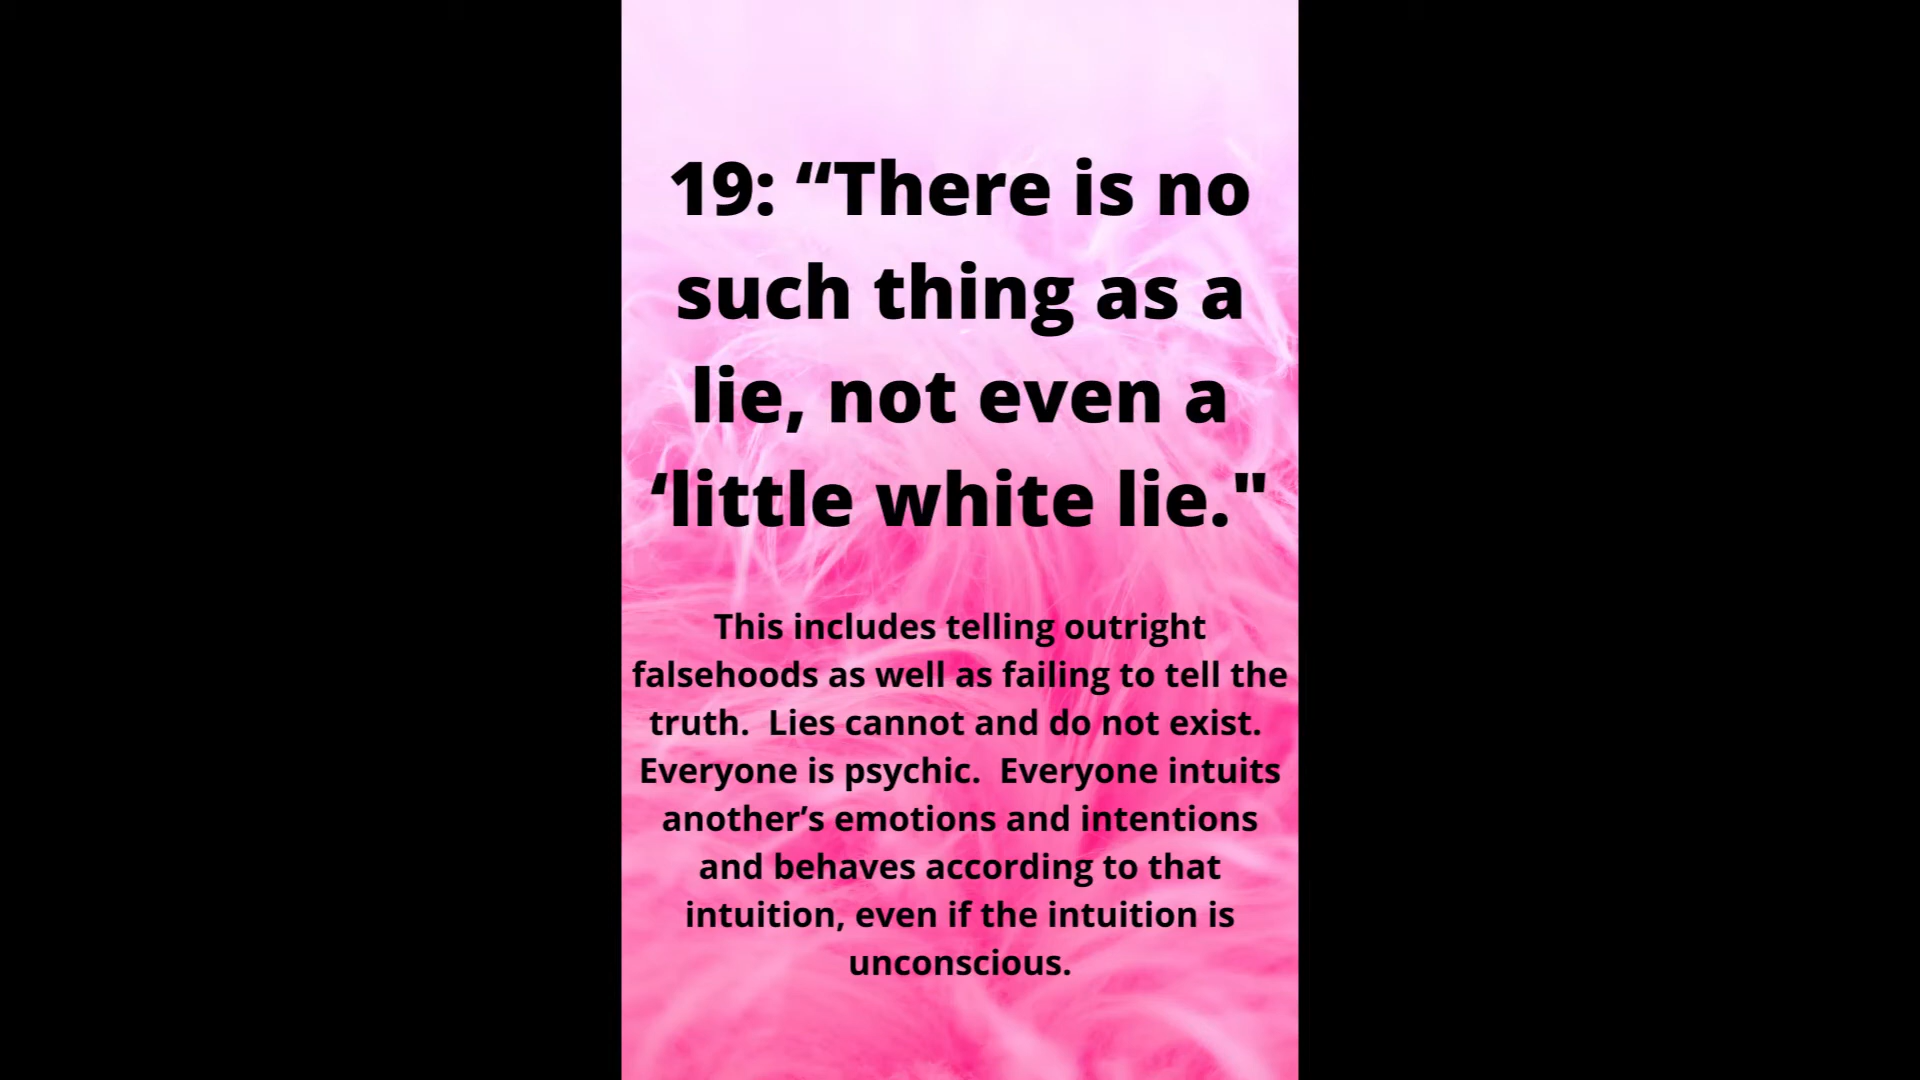 19: “There is no
such thing as a
lie, not even a
‘little white lie."
This includes telling outright
falsehoods as well as failing to tell the
truth.  Lies cannot and do not exist.
Everyone is psychic.  Everyone intuits
another’s emotions and intentions
and behaves according to that
intuition, even if the intuition is
unconscious.